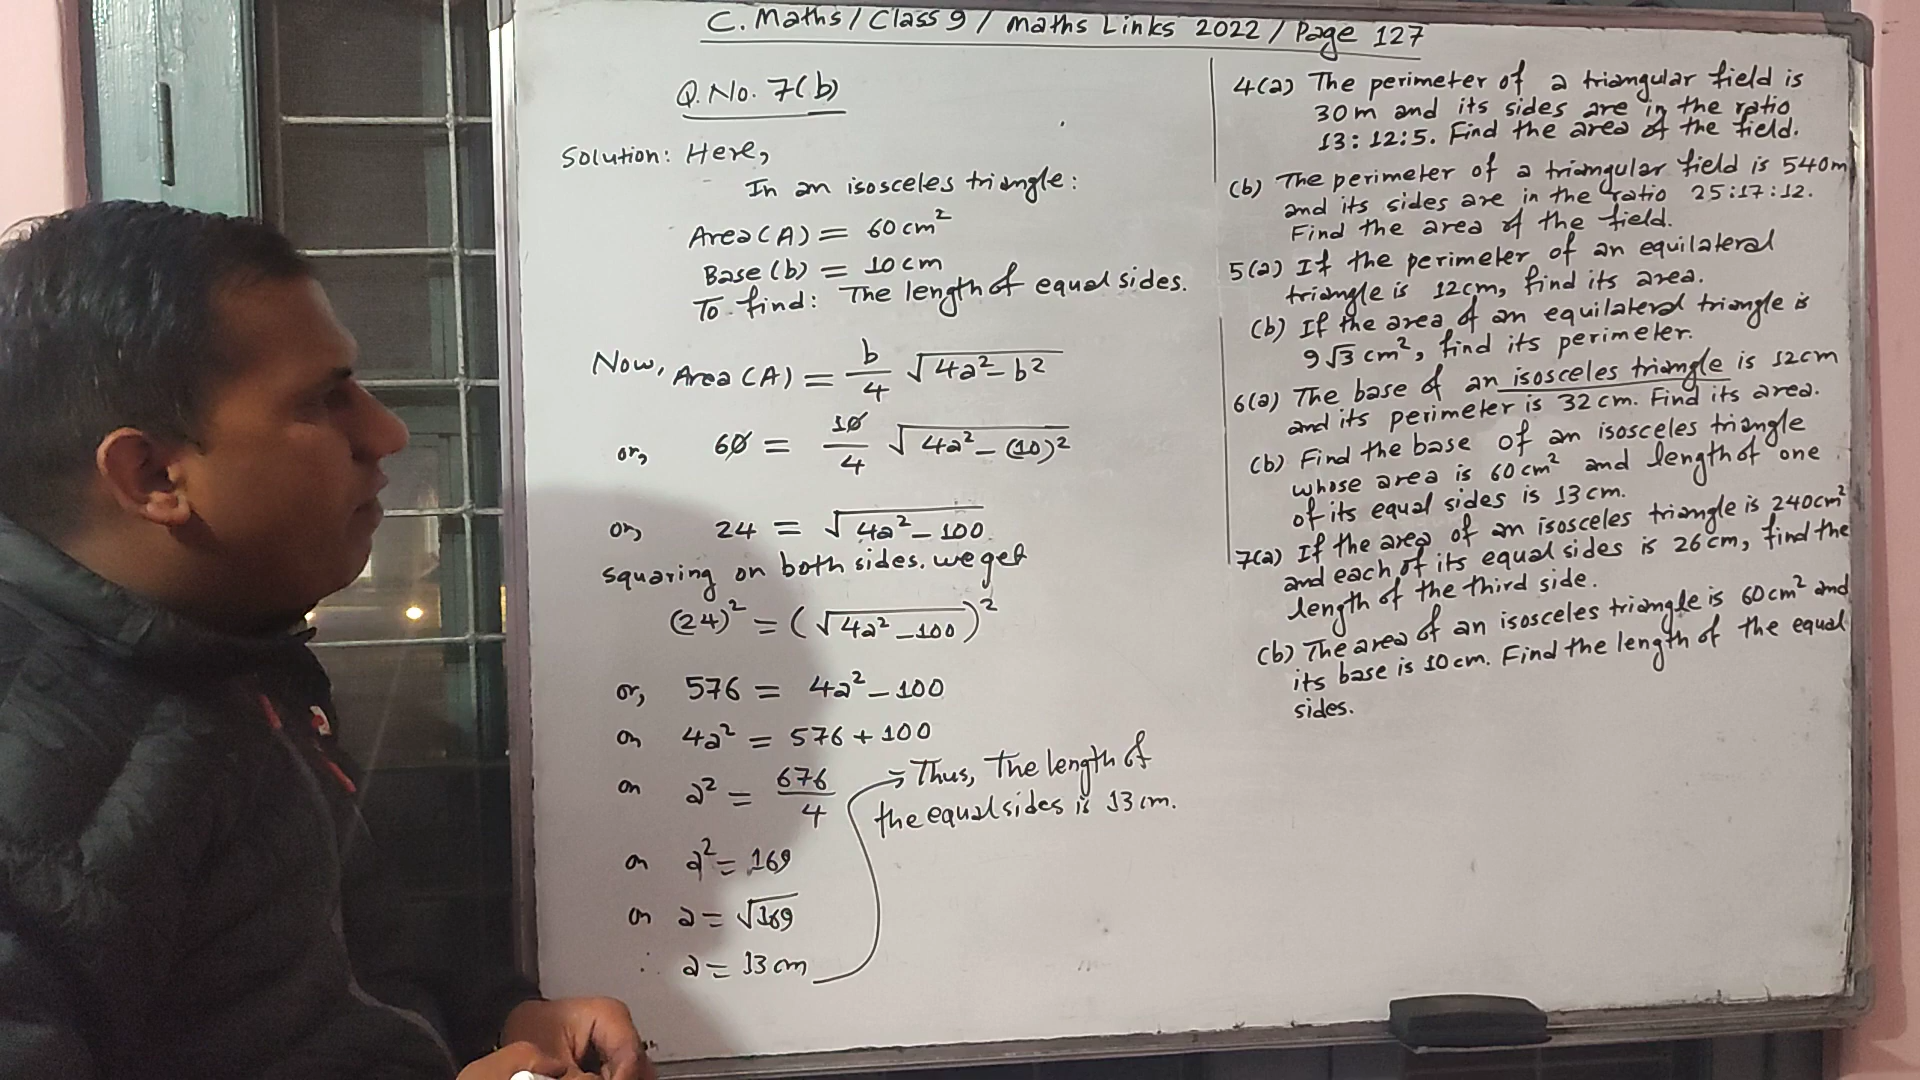 C. Maths / Class 9 / Maths Links 2022 / Page 127
Q. No. 7(b)
Solution: Here,
In an isosceles triangle:
Area (A) = 60 cm²
Base (b) = 10 cm
To find: The length of equal sides.
Now, Area (A) = b/4 √(4a² − b²)
or, 60 = 10/4 √(4a² − (10)²)
or, 24 = √(4a² − 100)
squaring on both sides. we get
(24)² = (√(4a² − 100))²
or, 576 = 4a² − 100
or 4a² = 576 + 100
or a² = 676/4
or a² = 169
or a = √169
∴ a = 13 cm
⇒ Thus, The length of
the equal sides is 13 cm.
4(a) The perimeter of a triangular field is
30 m and its sides are in the ratio
13 : 12 : 5. Find the area of the field.
(b) The perimeter of a triangular field is 540m
and its sides are in the ratio 25 : 17 : 12.
Find the area of the field.
5(a) If the perimeter of an equilateral
triangle is 12cm, find its area.
(b) If the area of an equilateral triangle is
9√3 cm², find its perimeter.
6(a) The base of an isosceles triangle is 12cm
and its perimeter is 32 cm. Find its area.
(b) Find the base of an isosceles triangle
whose area is 60 cm² and length of one
of its equal sides is 13 cm.
7(a) If the area of an isosceles triangle is 240cm²
and each of its equal sides is 26 cm, find the
length of the third side.
(b) The area of an isosceles triangle is 60 cm² and
its base is 10 cm. Find the length of the equal
sides.